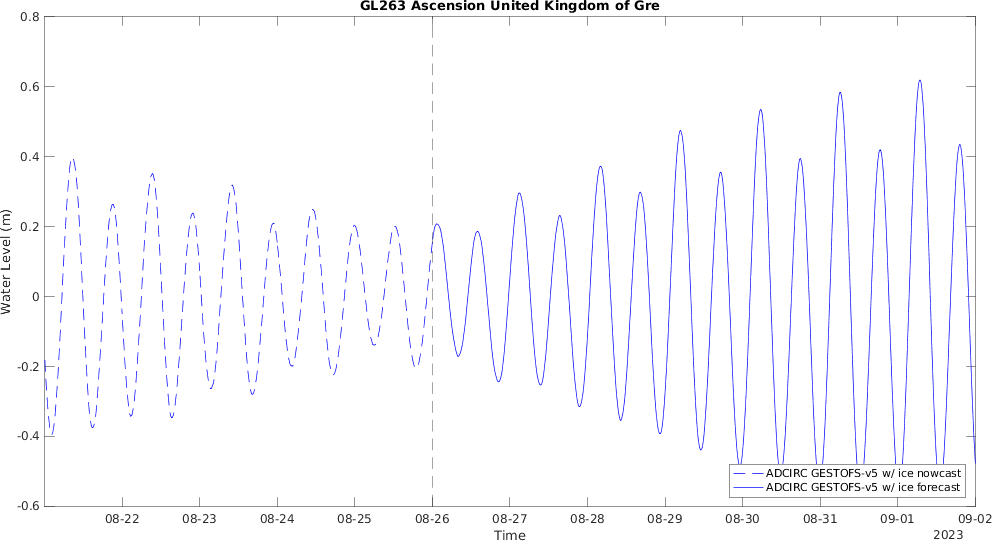 GL263 Ascension United Kingdom of Gre
0.8
0.6
0.4
0.2
0
-0.2
-0.4
-0.6
Water Level (m)
ADCIRC GESTOFS-v5 w/ ice nowcast
ADCIRC GESTOFS-v5 w/ ice forecast
08-22 08-23 08-24 08-25 08-26 08-27 08-28 08-29 08-30 08-31 09-01 09-02
Time
2023